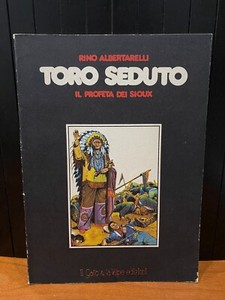 RINO ALBERTARELLI
TORO SEDUTO
IL PROFETA DEI SIOUX